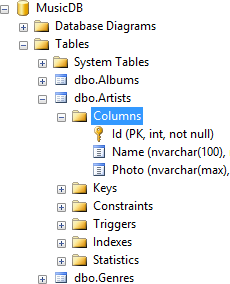 MusicDB
Database Diagrams
Tables
System Tables
dbo.Albums
dbo.Artists
Columns
Id (PK, int, not null)
Name (nvarchar(100),
Photo (nvarchar(max),
Keys
Constraints
Triggers
Indexes
Statistics
dbo.Genres